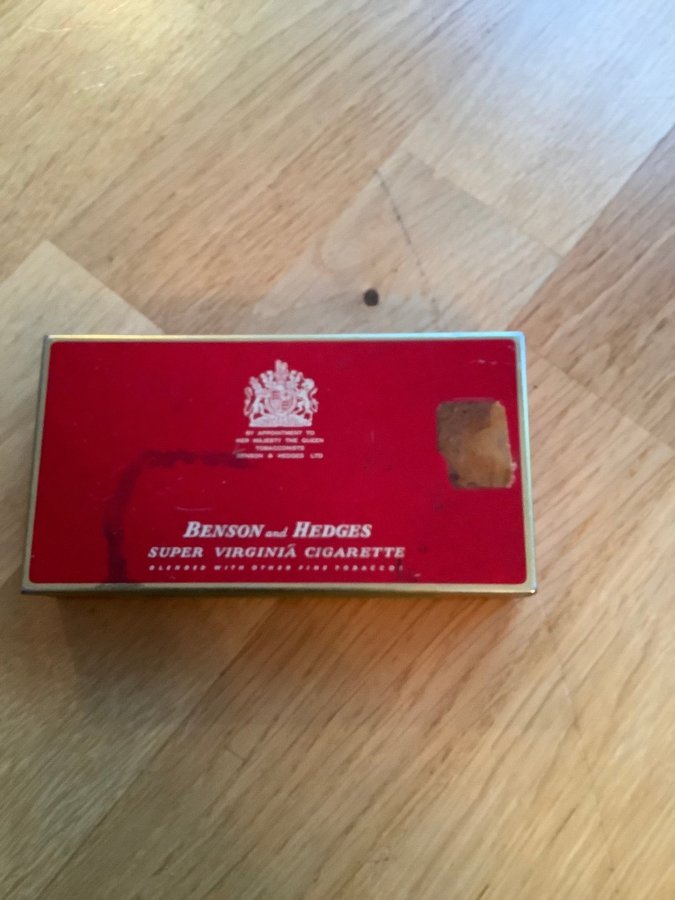 BY APPOINTMENT TO
HER MAJESTY THE QUEEN
TOBACCONISTS
BENSON & HEDGES LTD
BENSON and HEDGES
SUPER VIRGINIA CIGARETTE
BLENDED WITH OTHER FINE TOBACCOS